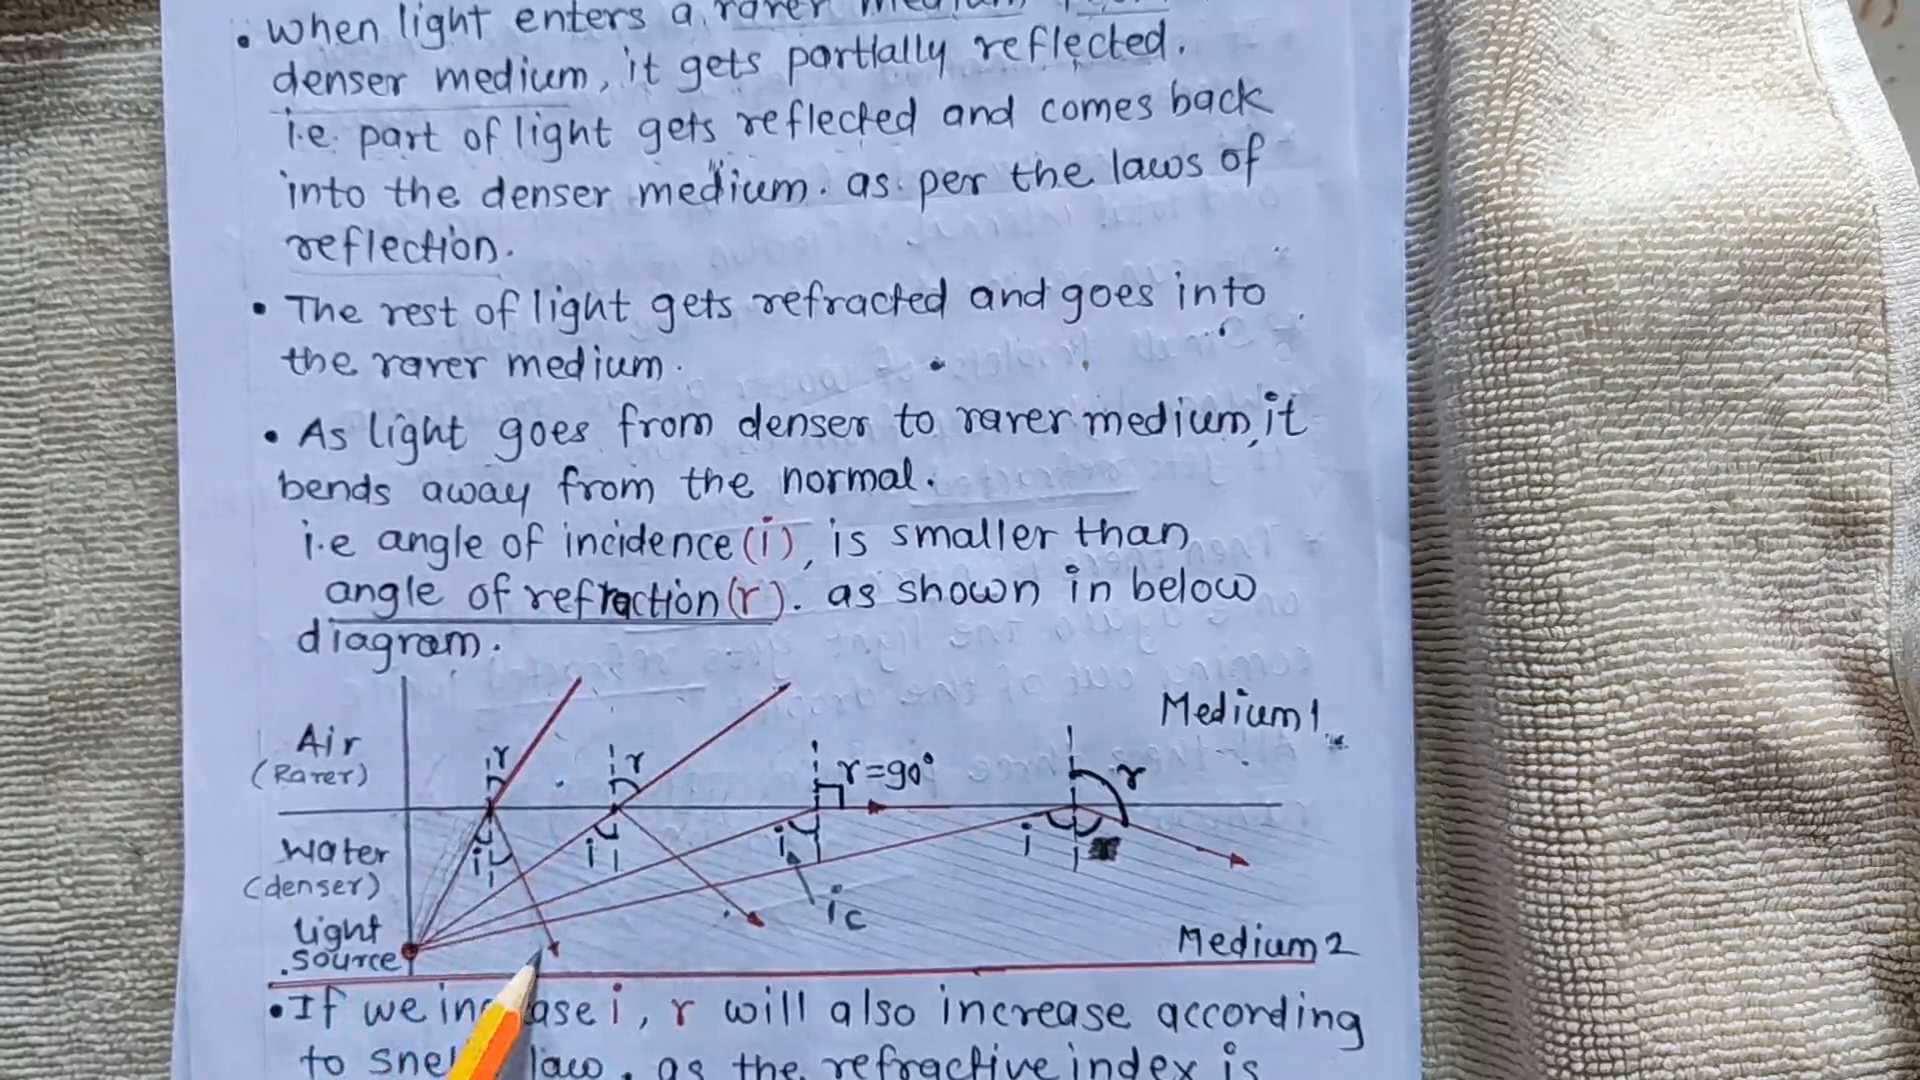 • when light enters a rarer medium
denser medium, it gets partially reflected.
i.e. part of light gets reflected and comes back
into the denser medium. as per the laws of
reflection.
• The rest of light gets refracted and goes into
the rarer medium.
• As light goes from denser to rarer medium, it
bends away from the normal.
i.e angle of incidence (i), is smaller than
angle of refraction (r). as shown in below
diagram.
Medium 1
Air
(Rarer)
r
r
r=90°
r
Water
(denser)
i
i
i
i
ic
Light
source
Medium 2
• If we in ase i, r will also increase according
to law. as the refractive index is